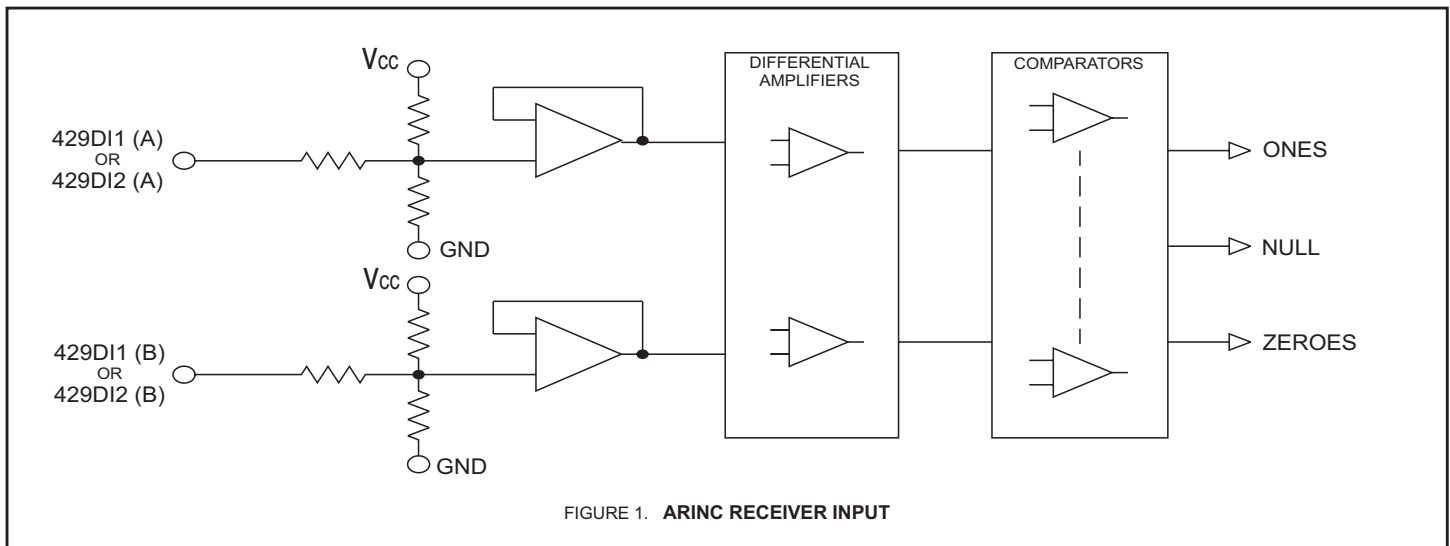 Vcc
429DI1 (A)
OR
429DI2 (A)
GND
Vcc
429DI1 (B)
OR
429DI2 (B)
GND
DIFFERENTIAL
AMPLIFIERS
COMPARATORS
ONES
NULL
ZEROES
FIGURE 1. ARINC RECEIVER INPUT